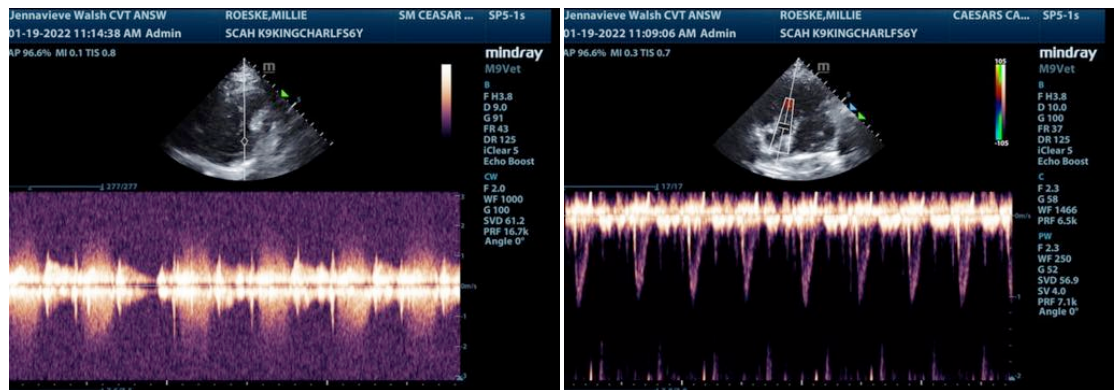 Jennavieve Walsh CVT ANSW ROESKE,MILLIE SM CEASAR ... SP5-1s
01-19-2022 11:14:38 AM Admin SCAH K9KINGCHARLFS6Y
AP 96.6% MI 0.1 TIS 0.8
mindray
M9Vet
B
F H3.8
D 9.0
G 91
FR 43
DR 125
iClear 5
Echo Boost
CW
F 2.0
WF 1000
G 100
SVD 61.2
PRF 16.7k
Angle 0°
277/277
0m/s
-1
-2
-3
Jennavieve Walsh CVT ANSW ROESKE,MILLIE CAESARS CA... SP5-1s
01-19-2022 11:09:06 AM Admin SCAH K9KINGCHARLFS6Y
AP 96.6% MI 0.3 TIS 0.7
mindray
M9Vet
105
-105
B
F H3.8
D 10.0
G 100
FR 37
DR 125
iClear 5
Echo Boost
C
F 2.3
G 58
WF 1466
PRF 6.5k
PW
F 2.3
WF 250
G 52
SVD 56.9
SV 4.0
PRF 7.1k
Angle 0°
17/17
0m/s
-1
-2